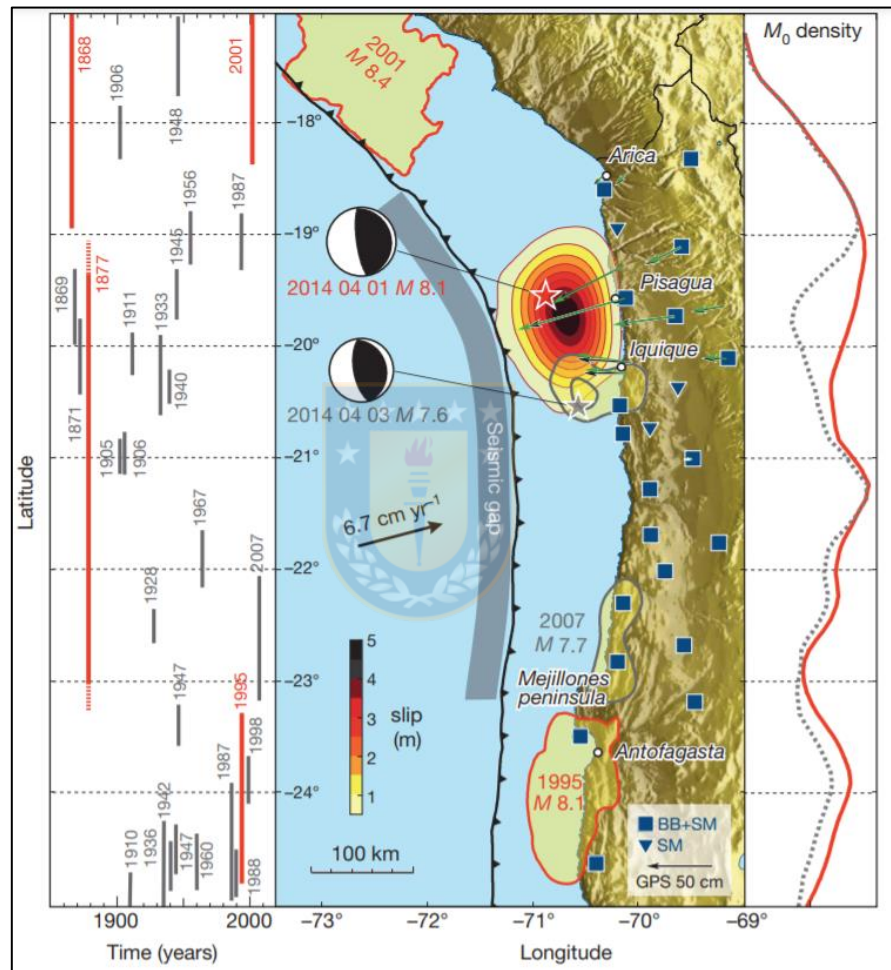 1868
1906
1948
2001
1956
1987
1945
1877
1869
1933
1911
1940
1871
1905
1906
1967
2007
1928
1947
1995
1998
1987
1942
1910
1936
1947
1960
1988
Latitude
1900
2000
Time (years)
–18°
–19°
–20°
–21°
–22°
–23°
–24°
2001
M 8.4
Arica
2014 04 01 M 8.1
Pisagua
Iquique
2014 04 03 M 7.6
Seismic gap
6.7 cm yr⁻¹
2007
M 7.7
5
4
3
2
1
slip
(m)
Mejillones
peninsula
Antofagasta
1995
M 8.1
BB+SM
SM
GPS 50 cm
100 km
–73°
–72°
–71°
–70°
–69°
Longitude
M₀ density